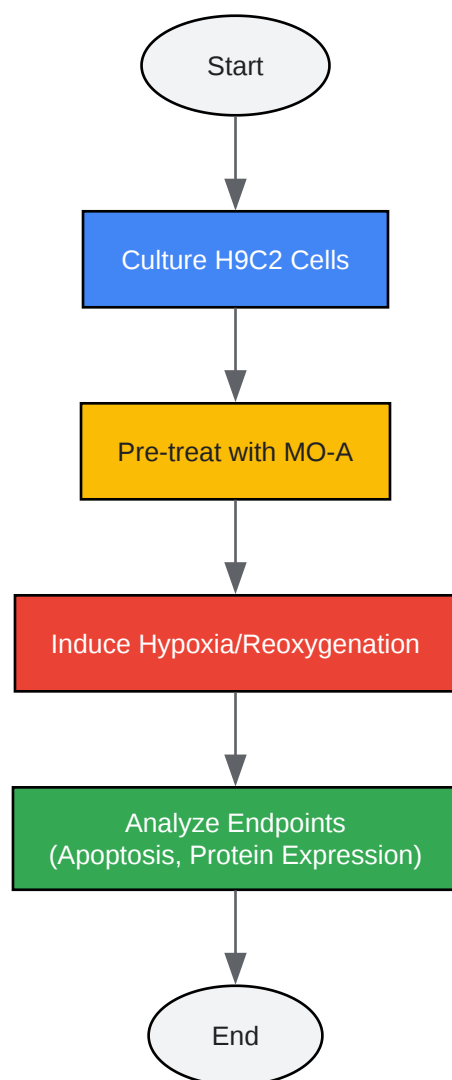 Start
Culture H9C2 Cells
Pre-treat with MO-A
Induce Hypoxia/Reoxygenation
Analyze Endpoints
(Apoptosis, Protein Expression)
End